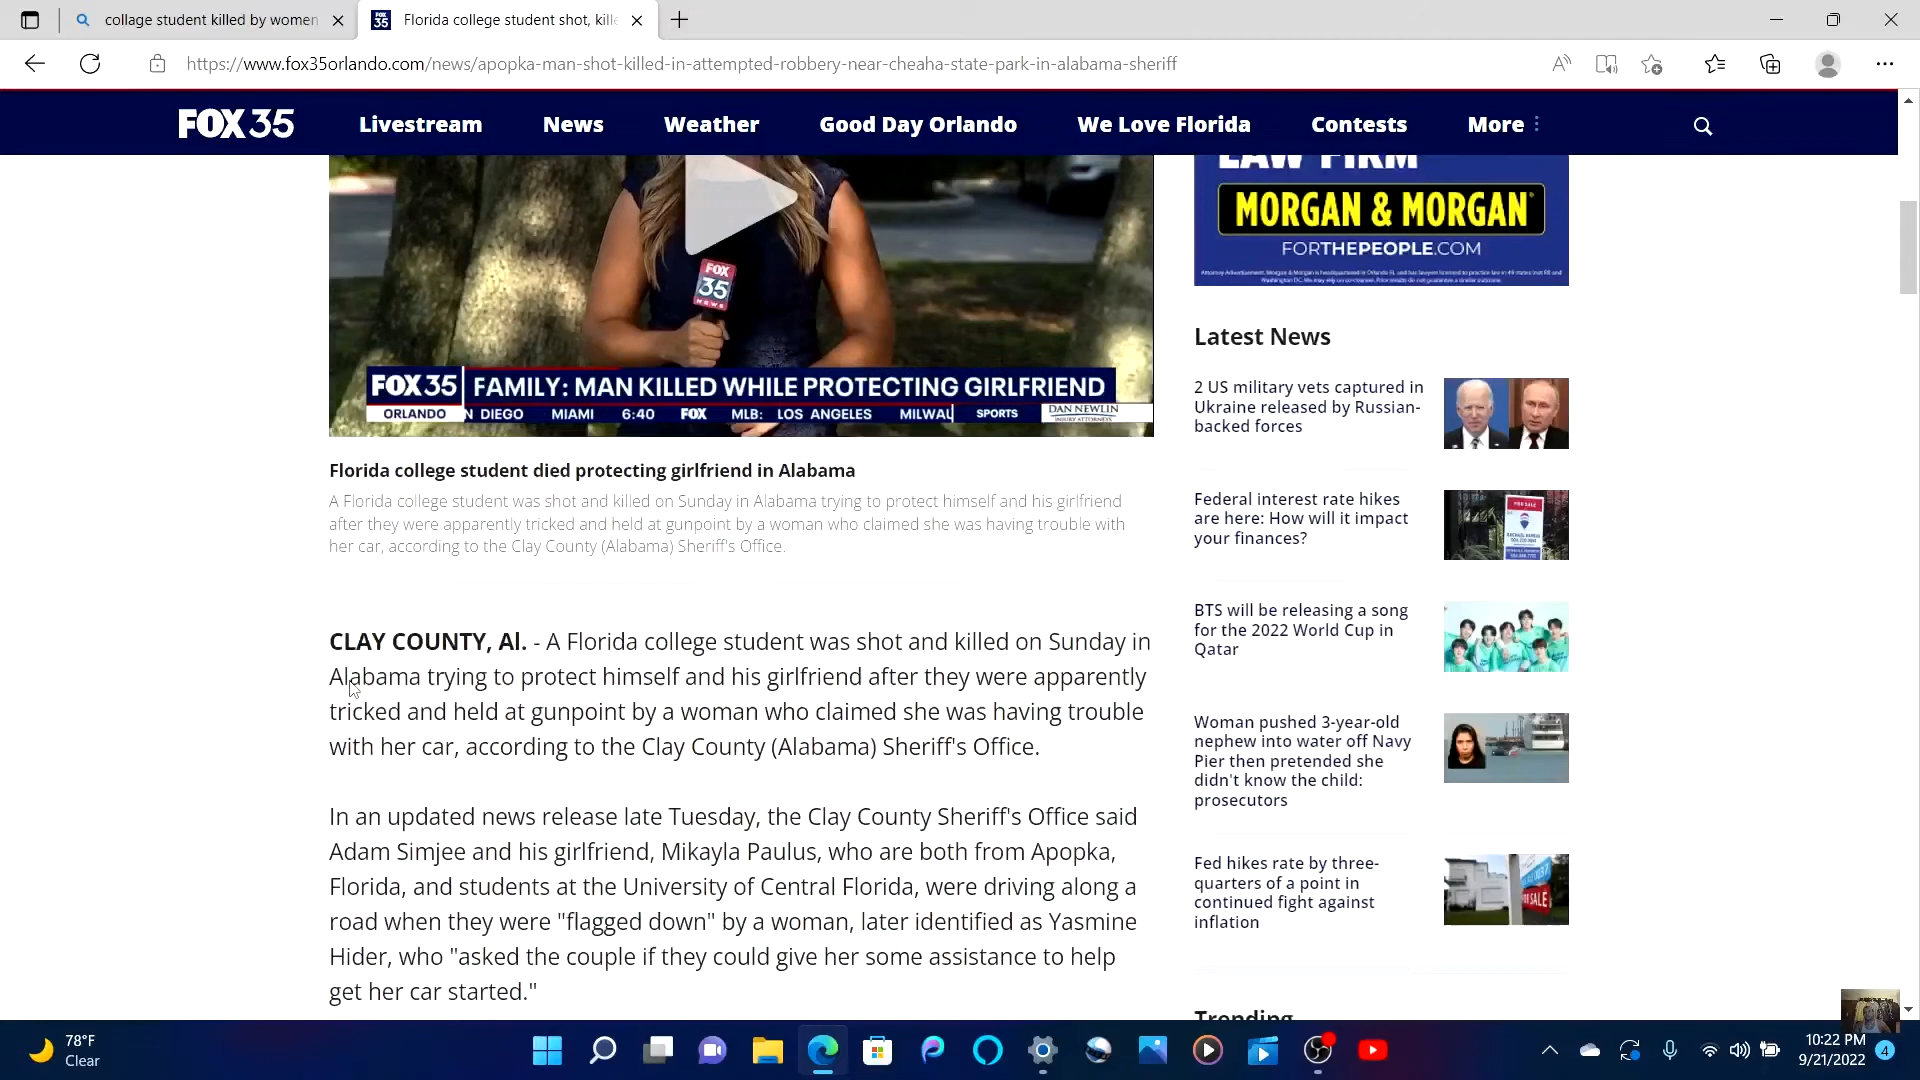 collage student killed by women
Florida college student shot, kille
https://www.fox35orlando.com/news/apopka-man-shot-killed-in-attempted-robbery-near-cheaha-state-park-in-alabama-sheriff
FOX 35
Livestream
News
Weather
Good Day Orlando
We Love Florida
Contests
More
FOX 35 NEWS
FOX 35 FAMILY: MAN KILLED WHILE PROTECTING GIRLFRIEND
ORLANDO N DIEGO MIAMI 6:40 FOX MLB: LOS ANGELES MILWAU SPORTS DAN NEWLIN
INJURY ATTORNEYS
Florida college student died protecting girlfriend in Alabama
A Florida college student was shot and killed on Sunday in Alabama trying to protect himself and his girlfriend
after they were apparently tricked and held at gunpoint by a woman who claimed she was having trouble with
her car, according to the Clay County (Alabama) Sheriff's Office.
CLAY COUNTY, Al. - A Florida college student was shot and killed on Sunday in
Alabama trying to protect himself and his girlfriend after they were apparently
tricked and held at gunpoint by a woman who claimed she was having trouble
with her car, according to the Clay County (Alabama) Sheriff's Office.
In an updated news release late Tuesday, the Clay County Sheriff's Office said
Adam Simjee and his girlfriend, Mikayla Paulus, who are both from Apopka,
Florida, and students at the University of Central Florida, were driving along a
road when they were "flagged down" by a woman, later identified as Yasmine
Hider, who "asked the couple if they could give her some assistance to help
get her car started."
LAW FIRM
MORGAN & MORGAN
FORTHEPEOPLE.COM
Latest News
2 US military vets captured in
Ukraine released by Russian-
backed forces
Federal interest rate hikes
are here: How will it impact
your finances?
FOR SALE
BTS will be releasing a song
for the 2022 World Cup in
Qatar
Woman pushed 3-year-old
nephew into water off Navy
Pier then pretended she
didn't know the child:
prosecutors
Fed hikes rate by three-
quarters of a point in
continued fight against
inflation
Trending
78°F
Clear
10:22 PM
9/21/2022
4